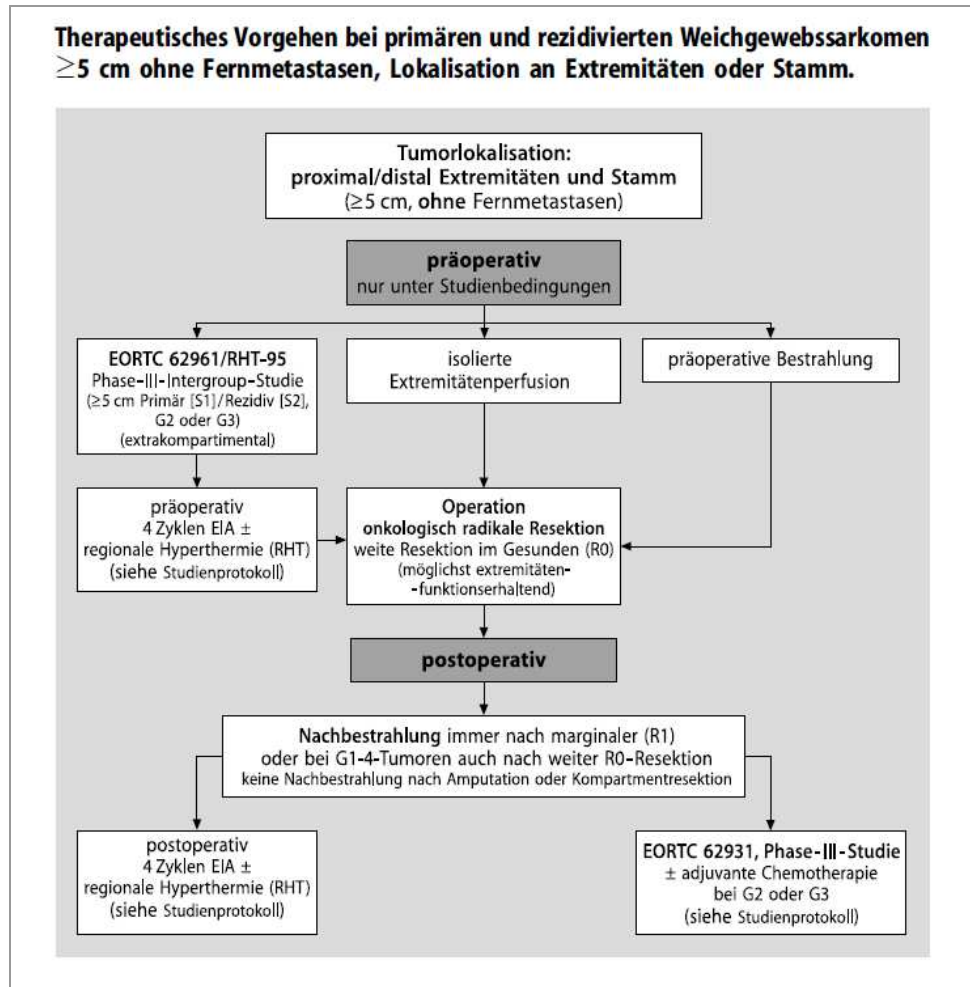 Therapeutisches Vorgehen bei primären und rezidivierten Weichgewebssarkomen
≥5 cm ohne Fernmetastasen, Lokalisation an Extremitäten oder Stamm.
Tumorlokalisation:
proximal/distal Extremitäten und Stamm
(≥5 cm, ohne Fernmetastasen)
präoperativ
nur unter Studienbedingungen
EORTC 62961/RHT-95
Phase-III-Intergroup-Studie
(≥5 cm Primär [S1]/Rezidiv [S2],
G2 oder G3)
(extrakompartimental)
isolierte
Extremitätenperfusion
präoperative Bestrahlung
präoperativ
4 Zyklen EIA ±
regionale Hyperthermie (RHT)
(siehe Studienprotokoll)
Operation
onkologisch radikale Resektion
weite Resektion im Gesunden (R0)
(möglichst extremitäten-
-funktionserhaltend)
postoperativ
Nachbestrahlung immer nach marginaler (R1)
oder bei G1-4-Tumoren auch nach weiter R0-Resektion
keine Nachbestrahlung nach Amputation oder Kompartmentresektion
postoperativ
4 Zyklen EIA ±
regionale Hyperthermie (RHT)
(siehe Studienprotokoll)
EORTC 62931, Phase-III-Studie
± adjuvante Chemotherapie
bei G2 oder G3
(siehe Studienprotokoll)